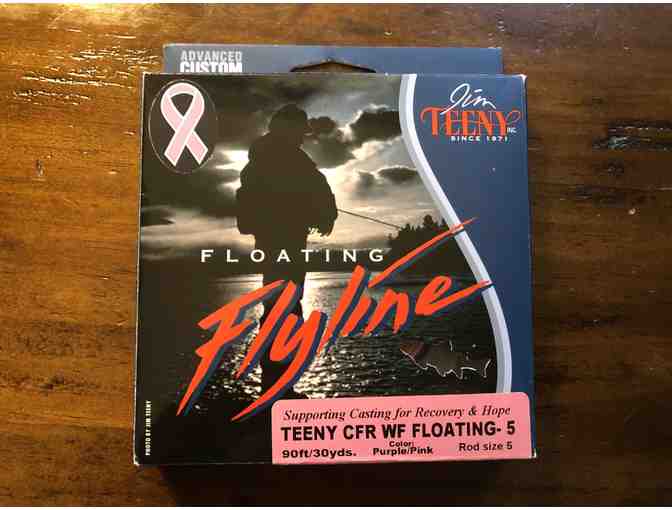 ADVANCED
CUSTOM
Jim
TEENY INC.
SINCE 1971
FLOATING
Flyline
PHOTO BY JIM TEENY
Supporting Casting for Recovery & Hope
TEENY CFR WF FLOATING- 5
90ft/30yds. Color: Purple/Pink Rod size 5